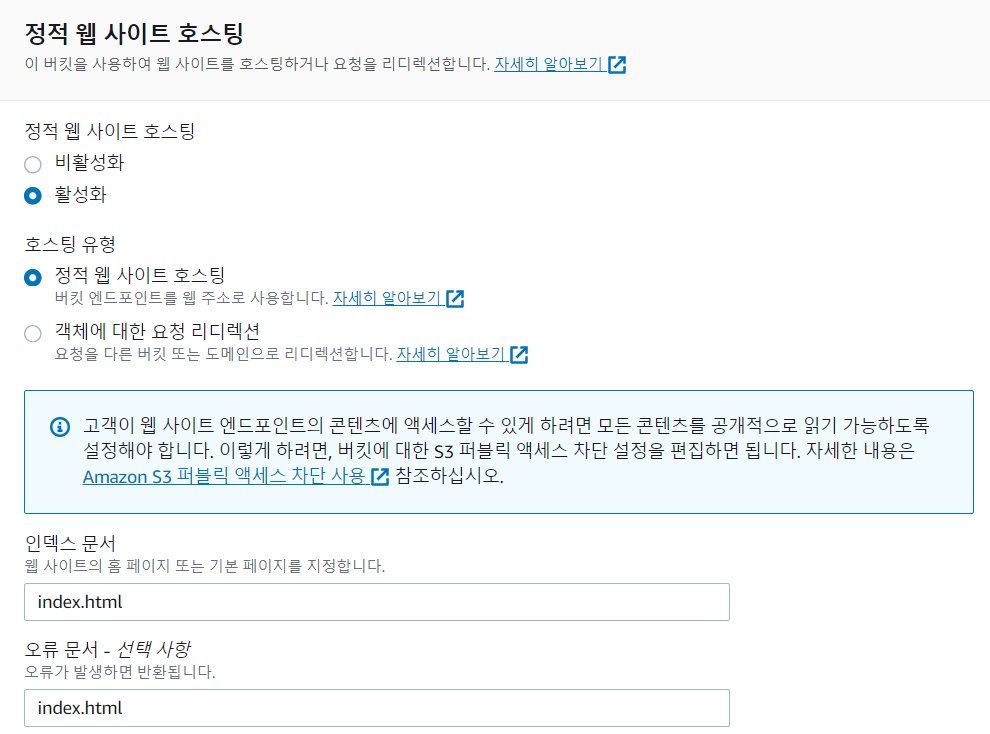 정적 웹 사이트 호스팅
이 버킷을 사용하여 웹 사이트를 호스팅하거나 요청을 리디렉션합니다. 자세히 알아보기
정적 웹 사이트 호스팅
비활성화
활성화
호스팅 유형
정적 웹 사이트 호스팅
버킷 엔드포인트를 웹 주소로 사용합니다. 자세히 알아보기
객체에 대한 요청 리디렉션
요청을 다른 버킷 또는 도메인으로 리디렉션합니다. 자세히 알아보기
고객이 웹 사이트 엔드포인트의 콘텐츠에 액세스할 수 있게 하려면 모든 콘텐츠를 공개적으로 읽기 가능하도록
설정해야 합니다. 이렇게 하려면, 버킷에 대한 S3 퍼블릭 액세스 차단 설정을 편집하면 됩니다. 자세한 내용은
Amazon S3 퍼블릭 액세스 차단 사용 참조하십시오.
인덱스 문서
웹 사이트의 홈 페이지 또는 기본 페이지를 지정합니다.
index.html
오류 문서 - 선택 사항
오류가 발생하면 반환됩니다.
index.html